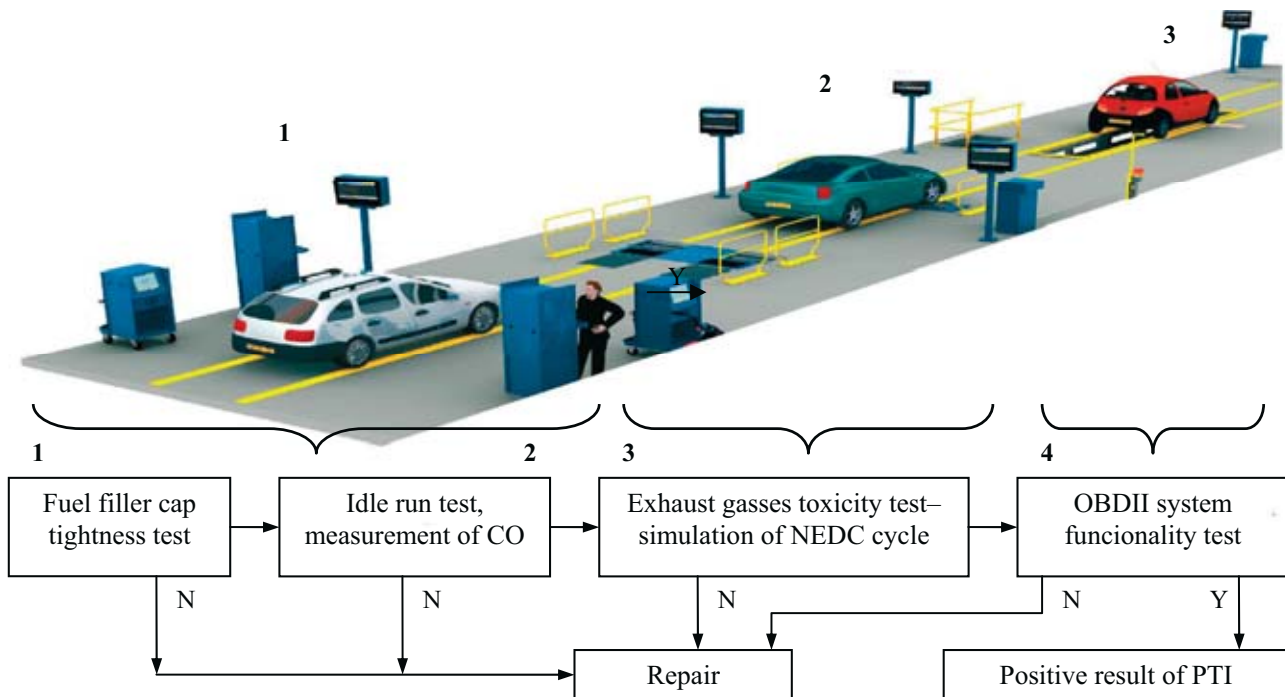 3
2
1
Y
1
2
3
4
Fuel filler cap
tightness test
Idle run test,
measurement of CO
Exhaust gasses toxicity test–
simulation of NEDC cycle
OBDII system
funcionality test
N
N
N
N
Y
Repair
Positive result of PTI